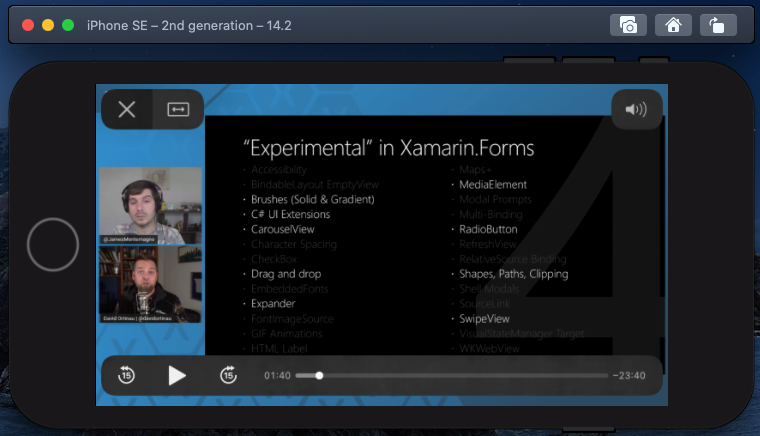 iPhone SE – 2nd generation – 14.2
“Experimental” in Xamarin.Forms
· Accessibility
· BindableLayout EmptyView
· Brushes (Solid & Gradient)
· C# UI Extensions
· CarouselView
· Character Spacing
· CheckBox
· Drag and drop
· EmbeddedFonts
· Expander
· FontImageSource
· GIF Animations
· HTML Label
· Maps+
· MediaElement
· Modal Prompts
· Multi-Binding
· RadioButton
· RefreshView
· RelativeSource Binding
· Shapes, Paths, Clipping
· Shell Modals
· SourceLink
· SwipeView
· VisualStateManager Target
· WKWebView
4
@JamesMontemagno
David Ortinau | @davidortinau
15
15
01:40
−23:40